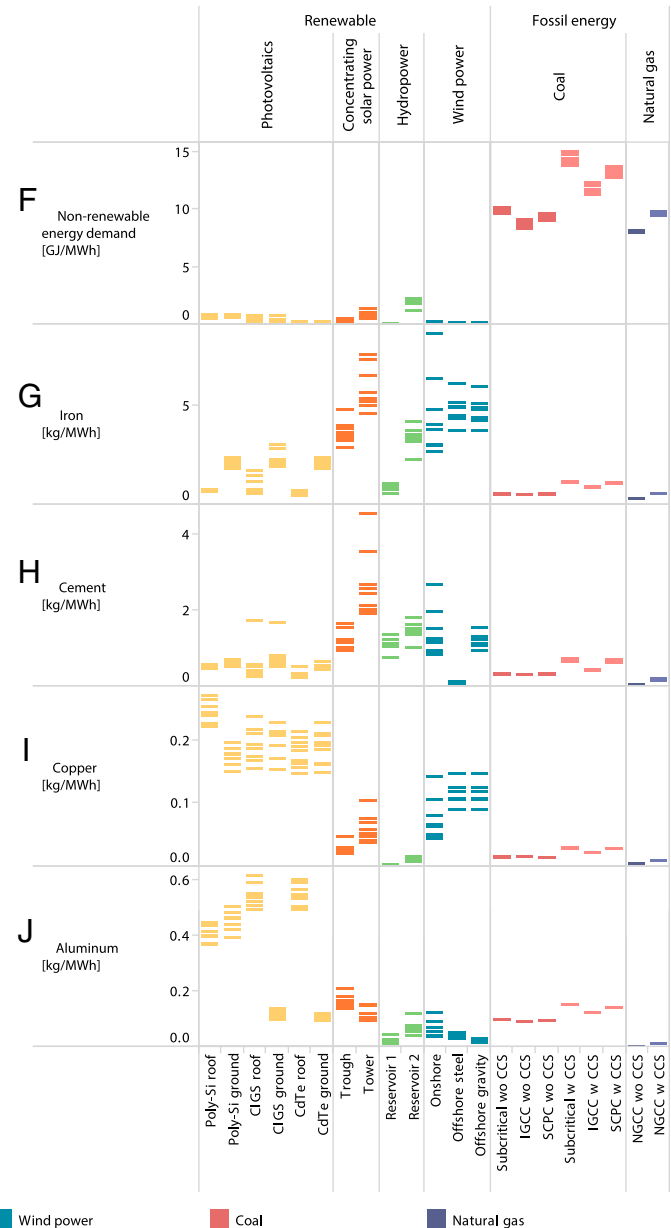 Renewable
Fossil energy
Photovoltaics
Concentrating
solar power
Hydropower
Wind power
Coal
Natural gas
F
Non-renewable
energy demand
[GJ/MWh]
15
10
5
0
G
Iron
[kg/MWh]
5
0
H
Cement
[kg/MWh]
4
2
0
I
Copper
[kg/MWh]
0.2
0.1
0.0
J
Aluminum
[kg/MWh]
0.6
0.4
0.2
0.0
Poly-Si roof
Poly-Si ground
CIGS roof
CIGS ground
CdTe roof
CdTe ground
Trough
Tower
Reservoir 1
Reservoir 2
Onshore
Offshore steel
Offshore gravity
Subcritical wo CCS
IGCC wo CCS
SCPC wo CCS
Subcritical w CCS
IGCC w CCS
SCPC w CCS
NGCC wo CCS
NGCC w CCS
Wind power
Coal
Natural gas